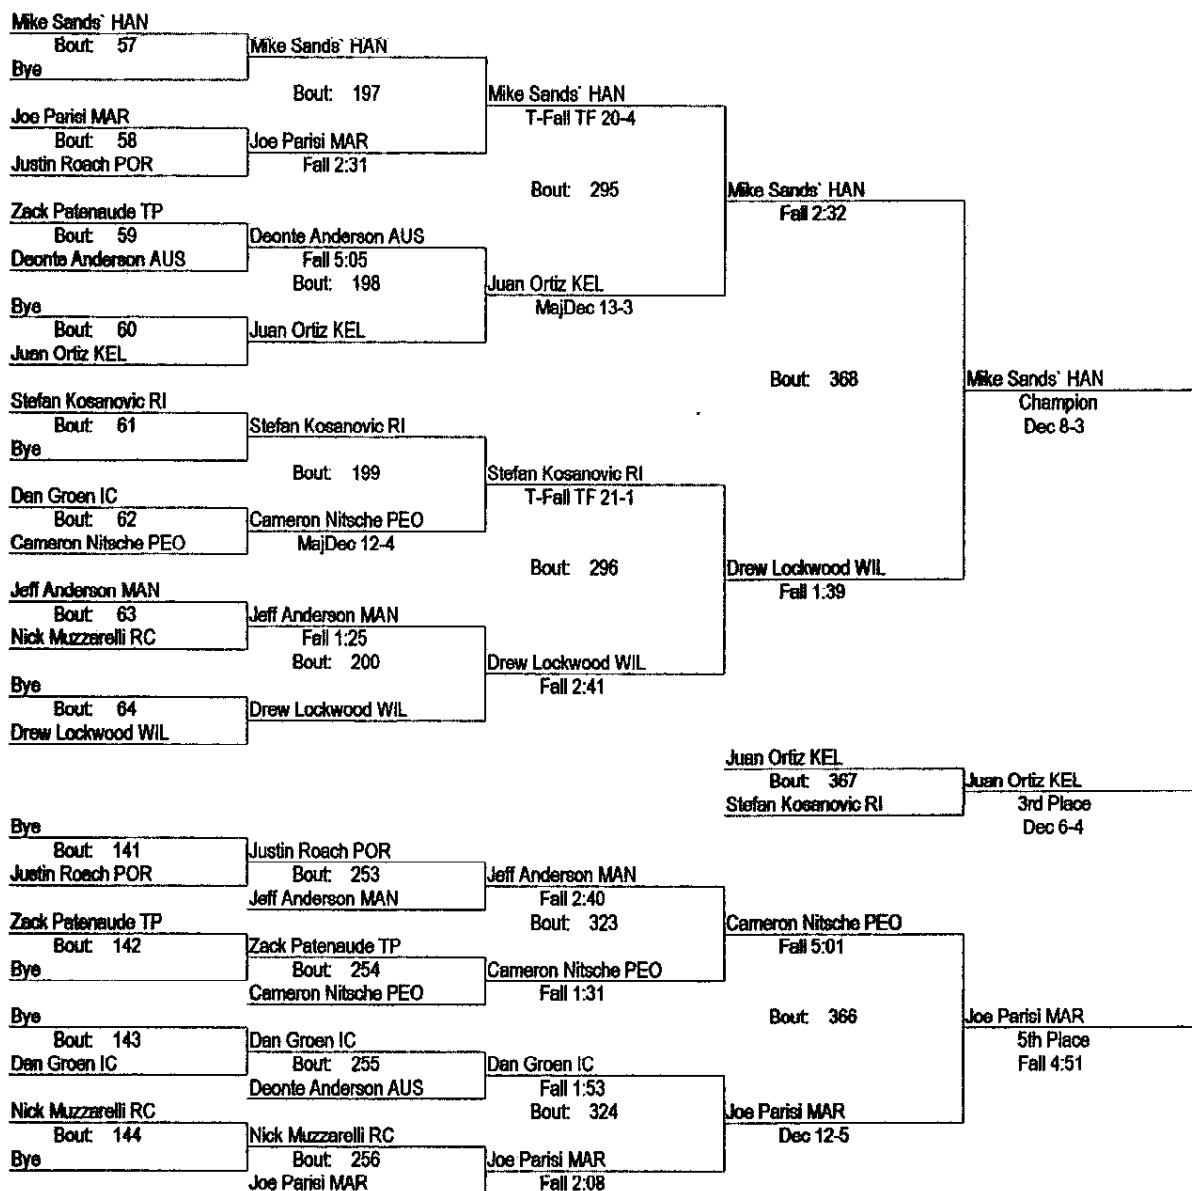 Mike Sands` HAN
Bout: 57
Bye
Mike Sands` HAN
Bout: 197
Joe Parisi MAR
Bout: 58
Justin Roach POR
Joe Parisi MAR
Fall 2:31
Mike Sands` HAN
T-Fall TF 20-4
Bout: 295
Zack Patenaude TP
Bout: 59
Deonte Anderson AUS
Deonte Anderson AUS
Fall 5:05
Bout: 198
Bye
Bout: 60
Juan Ortiz KEL
Juan Ortiz KEL
Juan Ortiz KEL
MajDec 13-3
Mike Sands` HAN
Fall 2:32
Bout: 368
Mike Sands` HAN
Champion
Dec 8-3
Stefan Kosanovic RI
Bout: 61
Bye
Stefan Kosanovic RI
Bout: 199
Dan Groen IC
Bout: 62
Cameron Nitsche PEO
Cameron Nitsche PEO
MajDec 12-4
Stefan Kosanovic RI
T-Fall TF 21-1
Bout: 296
Jeff Anderson MAN
Bout: 63
Nick Muzzarelli RC
Jeff Anderson MAN
Fall 1:25
Bout: 200
Bye
Bout: 64
Drew Lockwood WIL
Drew Lockwood WIL
Drew Lockwood WIL
Fall 2:41
Drew Lockwood WIL
Fall 1:39
Juan Ortiz KEL
Bout: 367
Stefan Kosanovic RI
Juan Ortiz KEL
3rd Place
Dec 6-4
Bye
Bout: 141
Justin Roach POR
Justin Roach POR
Bout: 253
Jeff Anderson MAN
Jeff Anderson MAN
Fall 2:40
Bout: 323
Zack Patenaude TP
Bout: 142
Bye
Zack Patenaude TP
Bout: 254
Cameron Nitsche PEO
Cameron Nitsche PEO
Fall 1:31
Cameron Nitsche PEO
Fall 5:01
Bout: 366
Joe Parisi MAR
5th Place
Fall 4:51
Bye
Bout: 143
Dan Groen IC
Dan Groen IC
Bout: 255
Deonte Anderson AUS
Dan Groen IC
Fall 1:53
Bout: 324
Nick Muzzarelli RC
Bout: 144
Bye
Nick Muzzarelli RC
Bout: 256
Joe Parisi MAR
Joe Parisi MAR
Fall 2:08
Joe Parisi MAR
Dec 12-5